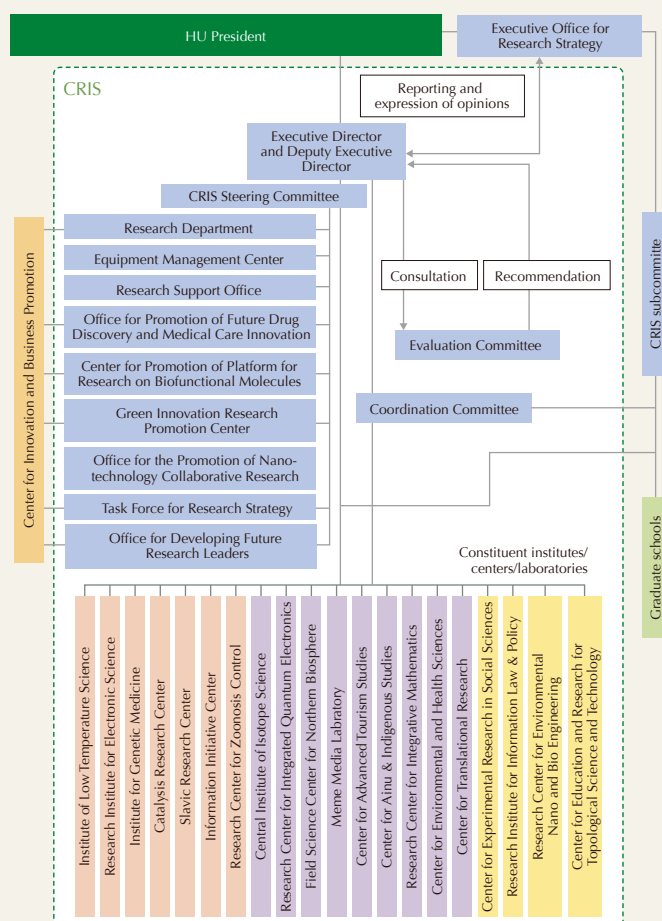 HU President
Executive Office for
Research Strategy
CRIS
Reporting and
expression of opinions
Executive Director
and Deputy Executive
Director
CRIS Steering Committee
Research Department
Equipment Management Center
Research Support Office
Office for Promotion of Future Drug
Discovery and Medical Care Innovation
Center for Promotion of Platform for
Research on Biofunctional Molecules
Green Innovation Research
Promotion Center
Office for the Promotion of Nano-
technology Collaborative Research
Task Force for Research Strategy
Office for Developing Future
Research Leaders
Center for Innovation and Business Promotion
Consultation
Recommendation
Evaluation Committee
Coordination Committee
CRIS subcommitte
Graduate schools
Constituent institutes/
centers/laboratories
Institute of Low Temperature Science
Research Institute for Electronic Science
Institute for Genetic Medicine
Catalysis Research Center
Slavic Research Center
Information Initiative Center
Research Center for Zoonosis Control
Central Institute of Isotope Science
Research Center for Integrated Quantum Electronics
Field Science Center for Northern Biosphere
Meme Media Labratory
Center for Advanced Tourism Studies
Center for Ainu & Indigenous Studies
Research Center for Integrative Mathematics
Center for Environmental and Health Sciences
Center for Translational Research
Center for Experimental Research in Social Sciences
Research Institute for Information Law & Policy
Research Center for Environmental
Nano and Bio Engineering
Center for Education and Research for
Topological Science and Technology